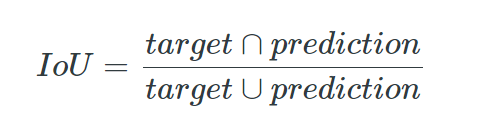 IoU = target ∩ prediction / target ∪ prediction